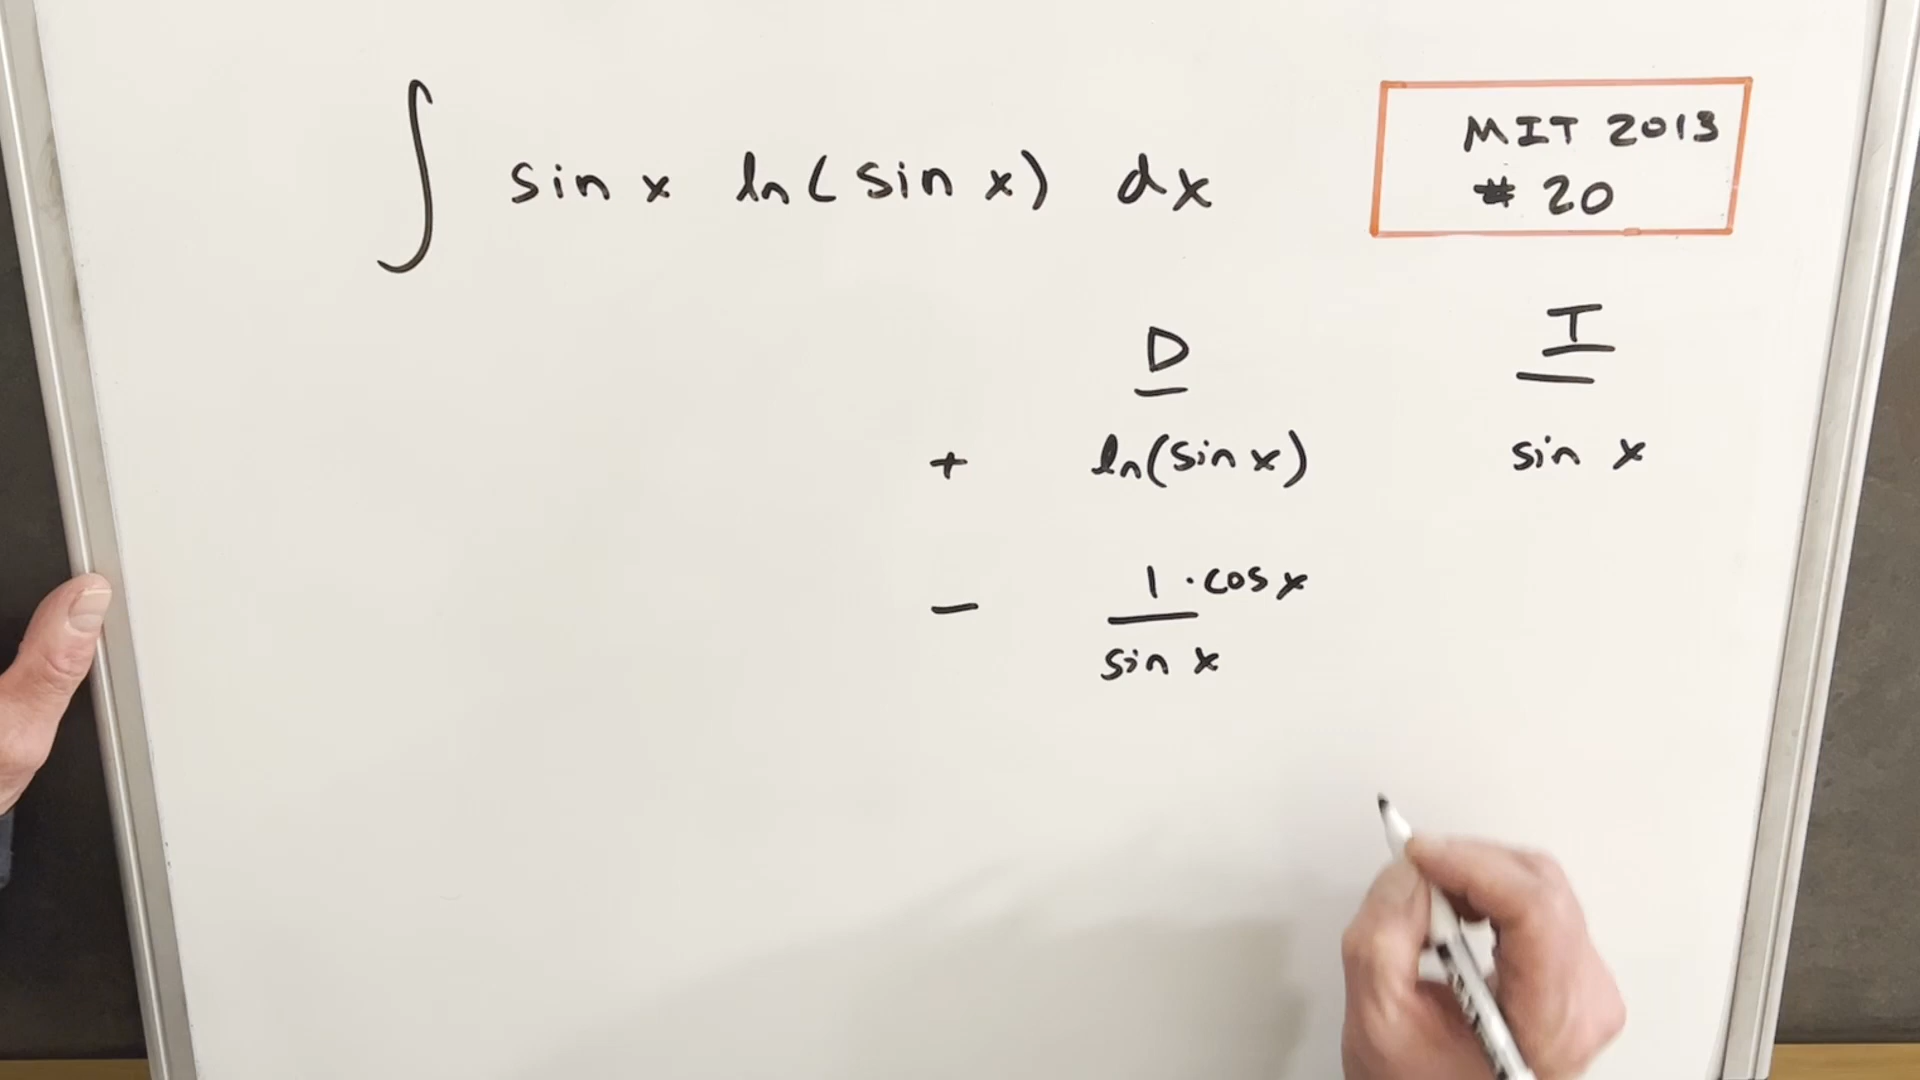 ∫ sin x ln(sin x) dx
MIT 2013
# 20
D I
+ ln(sin x) sin x
− 1 · cos x
sin x